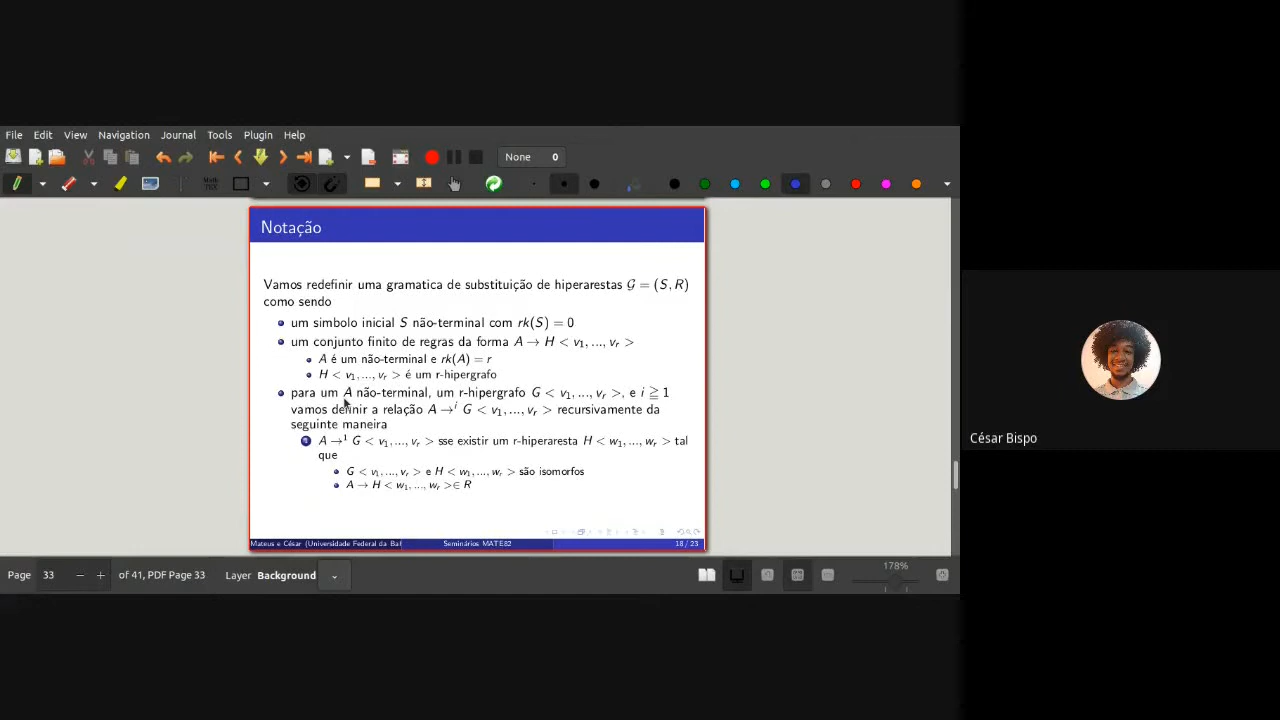 File Edit View Navigation Journal Tools Plugin Help
None 0
Notação
Vamos redefinir uma gramatica de substituição de hiperarestas 𝒢 = (S, R)
como sendo
um simbolo inicial S não-terminal com rk(S) = 0
um conjunto finito de regras da forma A → H < v₁, ..., vᵣ >
A é um não-terminal e rk(A) = r
H < v₁, ..., vᵣ > é um r-hipergrafo
para um A não-terminal, um r-hipergrafo G < v₁, ..., vᵣ >, e i ≧ 1
vamos definir a relação A →ⁱ G < v₁, ..., vᵣ > recursivamente da
seguinte maneira
1 A →¹ G < v₁, ..., vᵣ > sse existir um r-hiperaresta H < w₁, ..., wᵣ > tal
que
G < v₁, ..., vᵣ > e H < w₁, ..., wᵣ > são isomorfos
A → H < w₁, ..., wᵣ >∈ R
Mateus e César (Universidade Federal da Bah Seminários MATE82 18 / 23
César Bispo
Page 33 − + of 41, PDF Page 33 Layer Background 178%